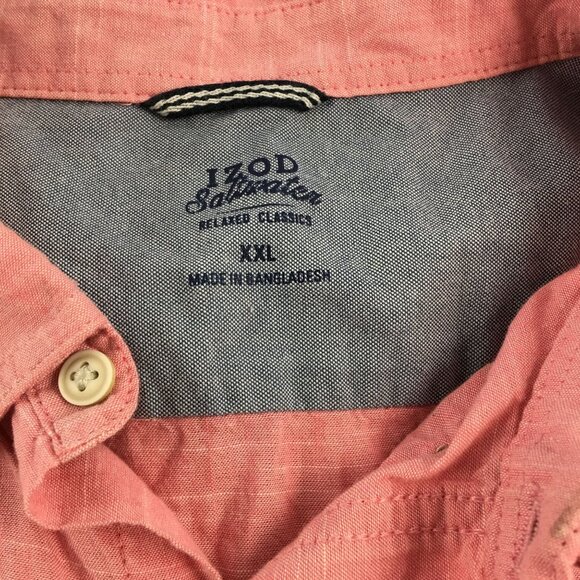 IZOD
Saltwater
RELAXED CLASSICS
XXL
MADE IN BANGLADESH